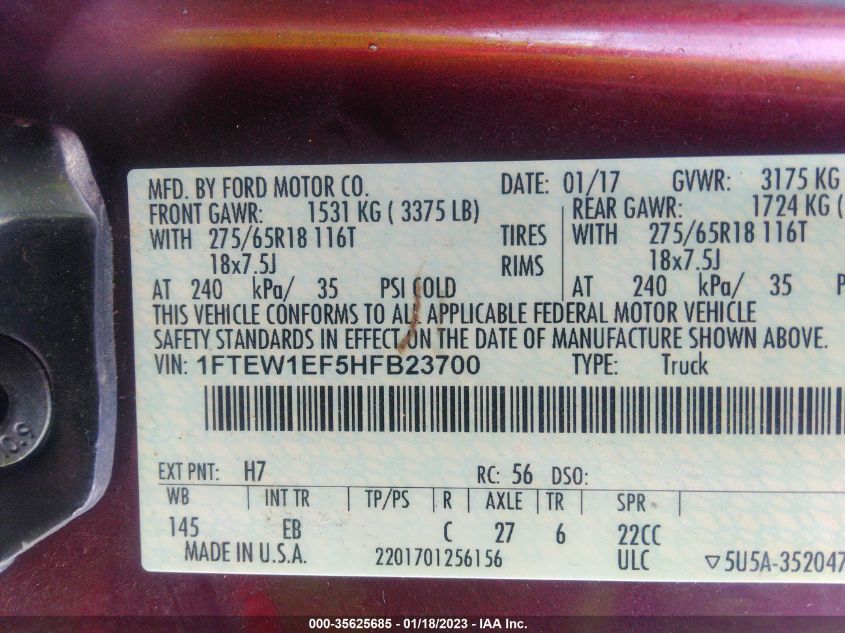 MFD. BY FORD MOTOR CO. DATE: 01/17 GVWR: 3175 KG
FRONT GAWR: 1531 KG ( 3375 LB) REAR GAWR: 1724 KG (
WITH 275/65R18 116T TIRES WITH 275/65R18 116T
18x7.5J RIMS 18x7.5J
AT 240 kPa/ 35 PSI COLD AT 240 kPa/ 35 P
THIS VEHICLE CONFORMS TO ALL APPLICABLE FEDERAL MOTOR VEHICLE
SAFETY STANDARDS IN EFFECT ON THE DATE OF MANUFACTURE SHOWN ABOVE.
VIN: 1FTEW1EF5HFB23700 TYPE: Truck
EXT PNT: H7 RC: 56 DSO:
WB INT TR TP/PS R AXLE TR SPR
145 EB C 27 6 22CC
MADE IN U.S.A. 2201701256156 ULC ▽5U5A-352047
000-35625685 - 01/18/2023 - IAA Inc.